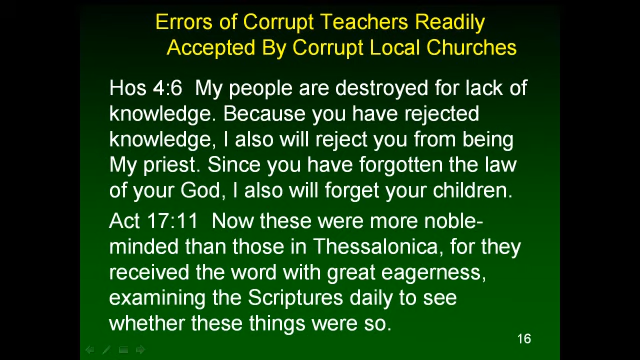 Errors of Corrupt Teachers Readily
Accepted By Corrupt Local Churches
Hos 4:6  My people are destroyed for lack of
knowledge. Because you have rejected
knowledge, I also will reject you from being
My priest. Since you have forgotten the law
of your God, I also will forget your children.
Act 17:11  Now these were more noble-
minded than those in Thessalonica, for they
received the word with great eagerness,
examining the Scriptures daily to see
whether these things were so.
16